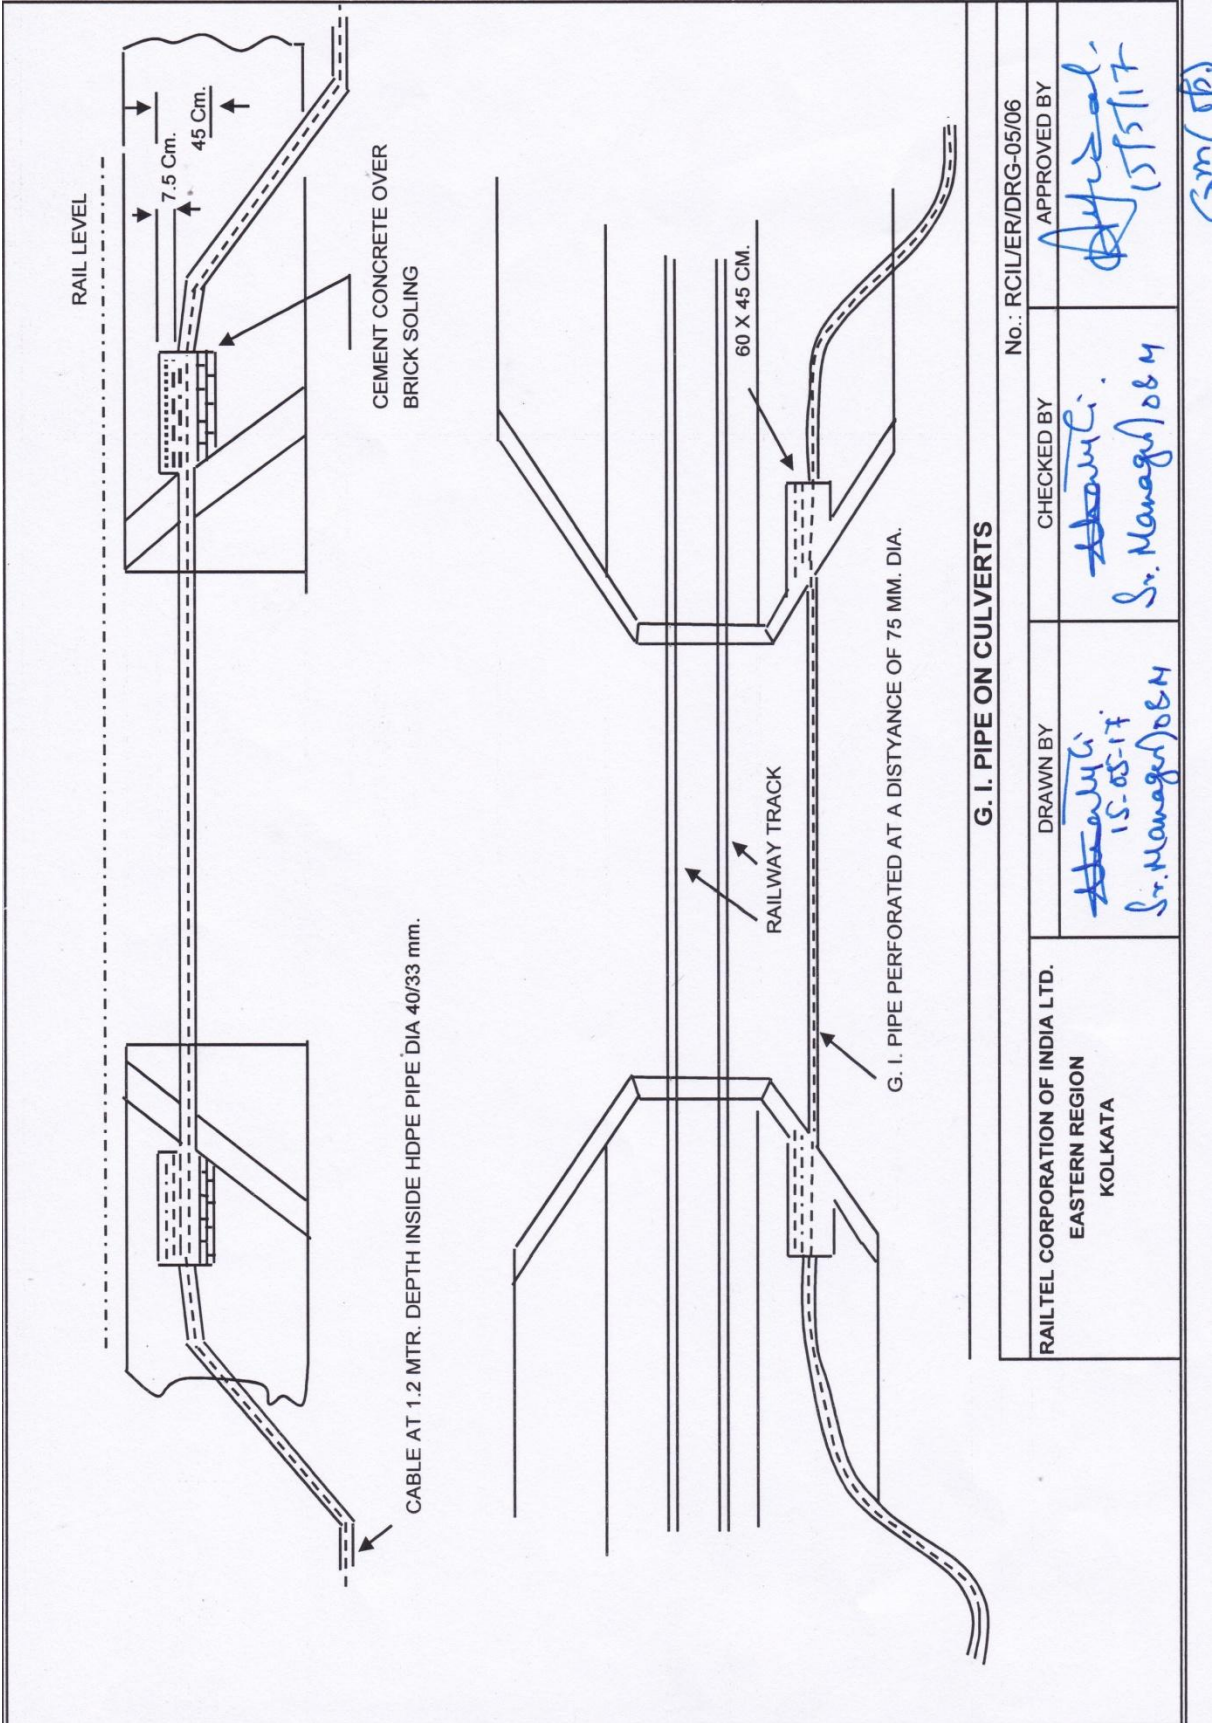 RAIL LEVEL
7.5 Cm.
45 Cm.
CEMENT CONCRETE OVER
BRICK SOLING
CABLE AT 1.2 MTR. DEPTH INSIDE HDPE PIPE DIA 40/33 mm.
60 X 45 CM.
RAILWAY TRACK
G. I. PIPE PERFORATED AT A DISTYANCE OF 75 MM. DIA.
G. I. PIPE ON CULVERTS
No.: RCIL/ER/DRG-05/06
RAILTEL CORPORATION OF INDIA LTD.
EASTERN REGION
KOLKATA
DRAWN BY
15-05-17
Sr. Manager/O&M
CHECKED BY
Sr. Manager/O&M
APPROVED BY
15/5/17